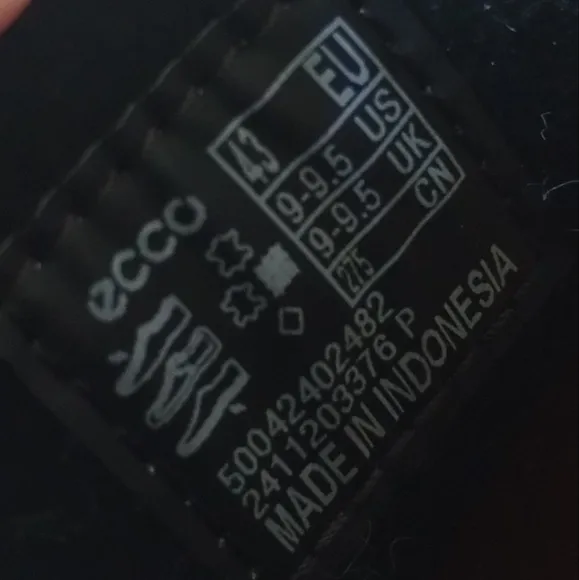 43 EU
9-9.5 US
9-9.5 UK
275 CN
ecco
50042402482
2411203376 P
MADE IN INDONESIA